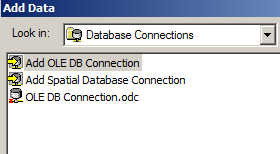 Add Data
Look in: Database Connections
Add OLE DB Connection
Add Spatial Database Connection
OLE DB Connection.odc